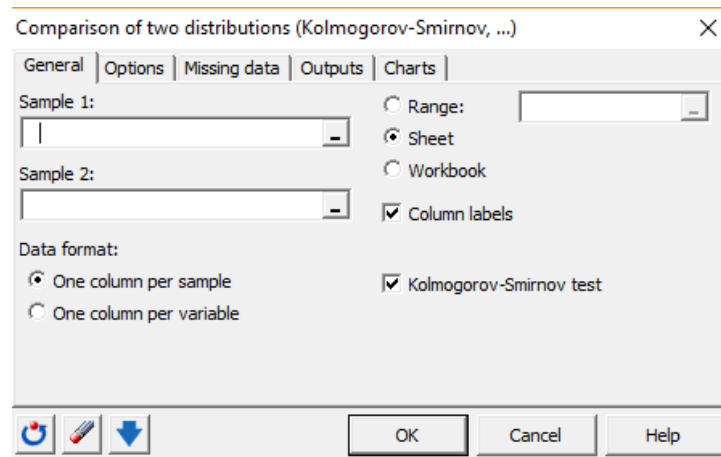 Comparison of two distributions (Kolmogorov-Smirnov, ...)
General Options Missing data Outputs Charts
Sample 1:
Range:
Sheet
Sample 2:
Workbook
Column labels
Data format:
One column per sample
Kolmogorov-Smirnov test
One column per variable
OK Cancel Help